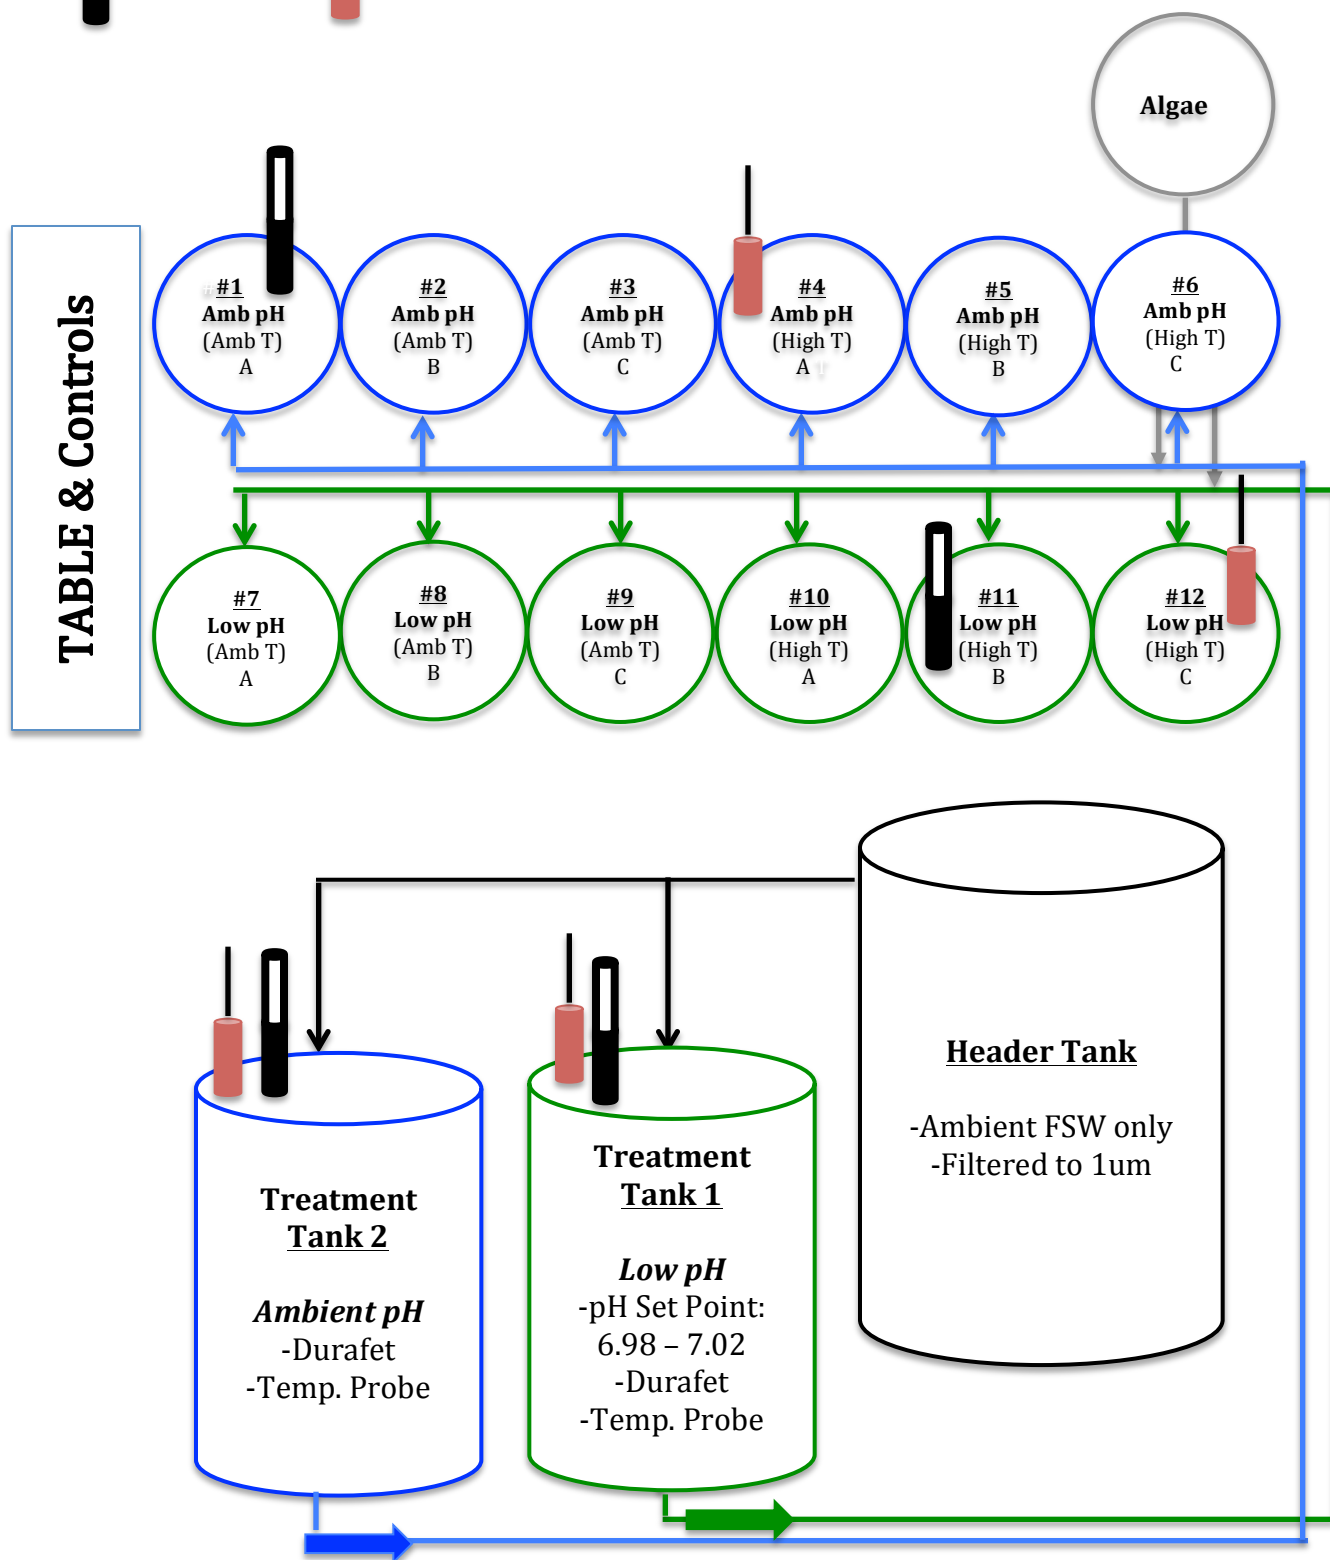 Algae
TABLE & Controls
#1
Amb pH
(Amb T)
A
#2
Amb pH
(Amb T)
B
#3
Amb pH
(Amb T)
C
#4
Amb pH
(High T)
A
#5
Amb pH
(High T)
B
#6
Amb pH
(High T)
C
#7
Low pH
(Amb T)
A
#8
Low pH
(Amb T)
B
#9
Low pH
(Amb T)
C
#10
Low pH
(High T)
A
#11
Low pH
(High T)
B
#12
Low pH
(High T)
C
Treatment
Tank 2
Ambient pH
-Durafet
-Temp. Probe
Treatment
Tank 1
Low pH
-pH Set Point:
6.98 – 7.02
-Durafet
-Temp. Probe
Header Tank
-Ambient FSW only
-Filtered to 1um